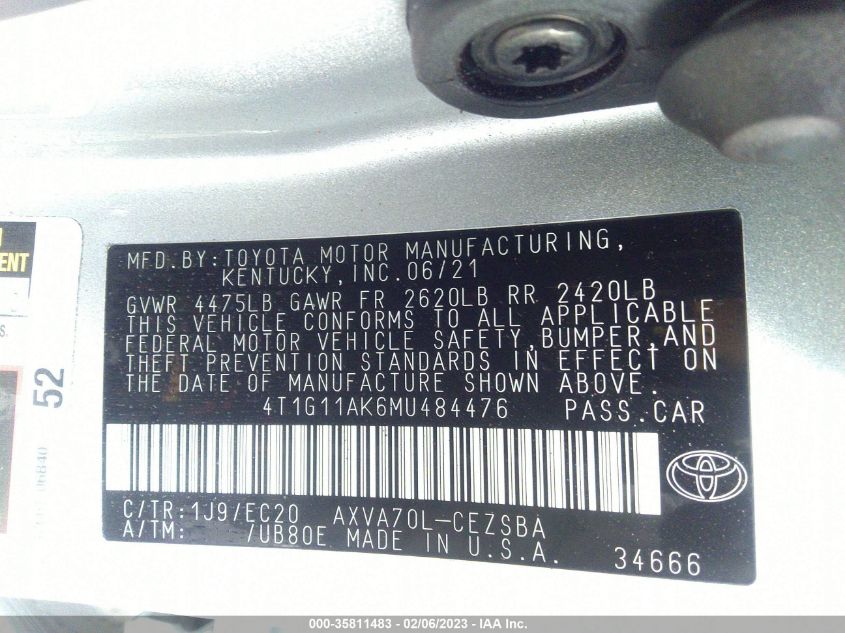 MENT
S.
52
MFD.BY:TOYOTA MOTOR MANUFACTURING,
KENTUCKY,INC.06/21
GVWR 4475LB GAWR FR 2620LB RR 2420LB
THIS VEHICLE CONFORMS TO ALL APPLICABLE
FEDERAL MOTOR VEHICLE SAFETY,BUMPER,AND
THEFT PREVENTION STANDARDS IN EFFECT ON
THE DATE OF MANUFACTURE SHOWN ABOVE.
4T1G11AK6MU484476 PASS.CAR
C/TR:1J9/EC20 AXVA70L-CEZSBA
A/TM: /UB80E MADE IN U.S.A. 34666
000-35811483 - 02/06/2023 - IAA Inc.